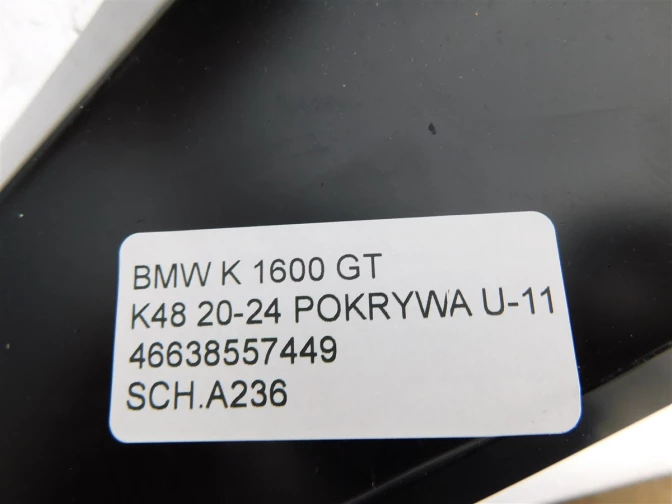 BMW K 1600 GT
K48 20-24 POKRYWA U-11
46638557449
SCH.A236